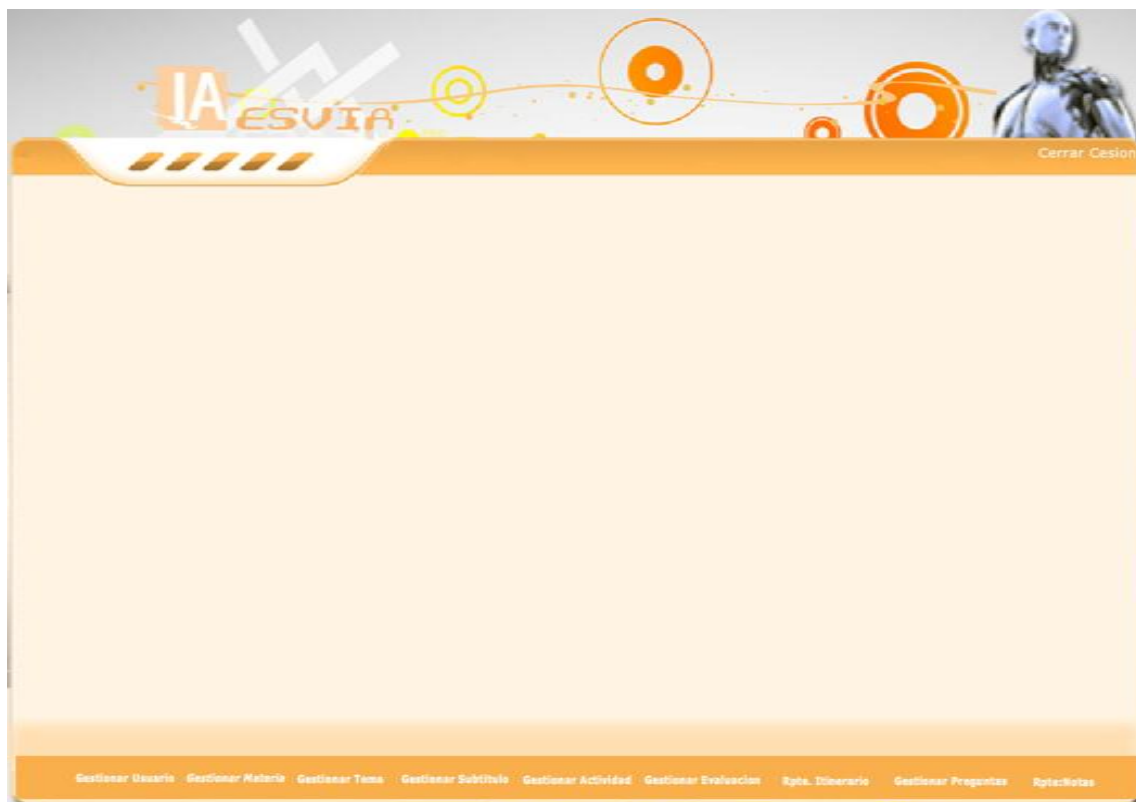 IA
ESVIA
Cerrar Cesion
Gestionar Usuario Gestionar Materia Gestionar Tema Gestionar Subtitulo Gestionar Actividad Gestionar Evaluacion Rpte. Itinerario Gestionar Preguntas Rpte:Notas